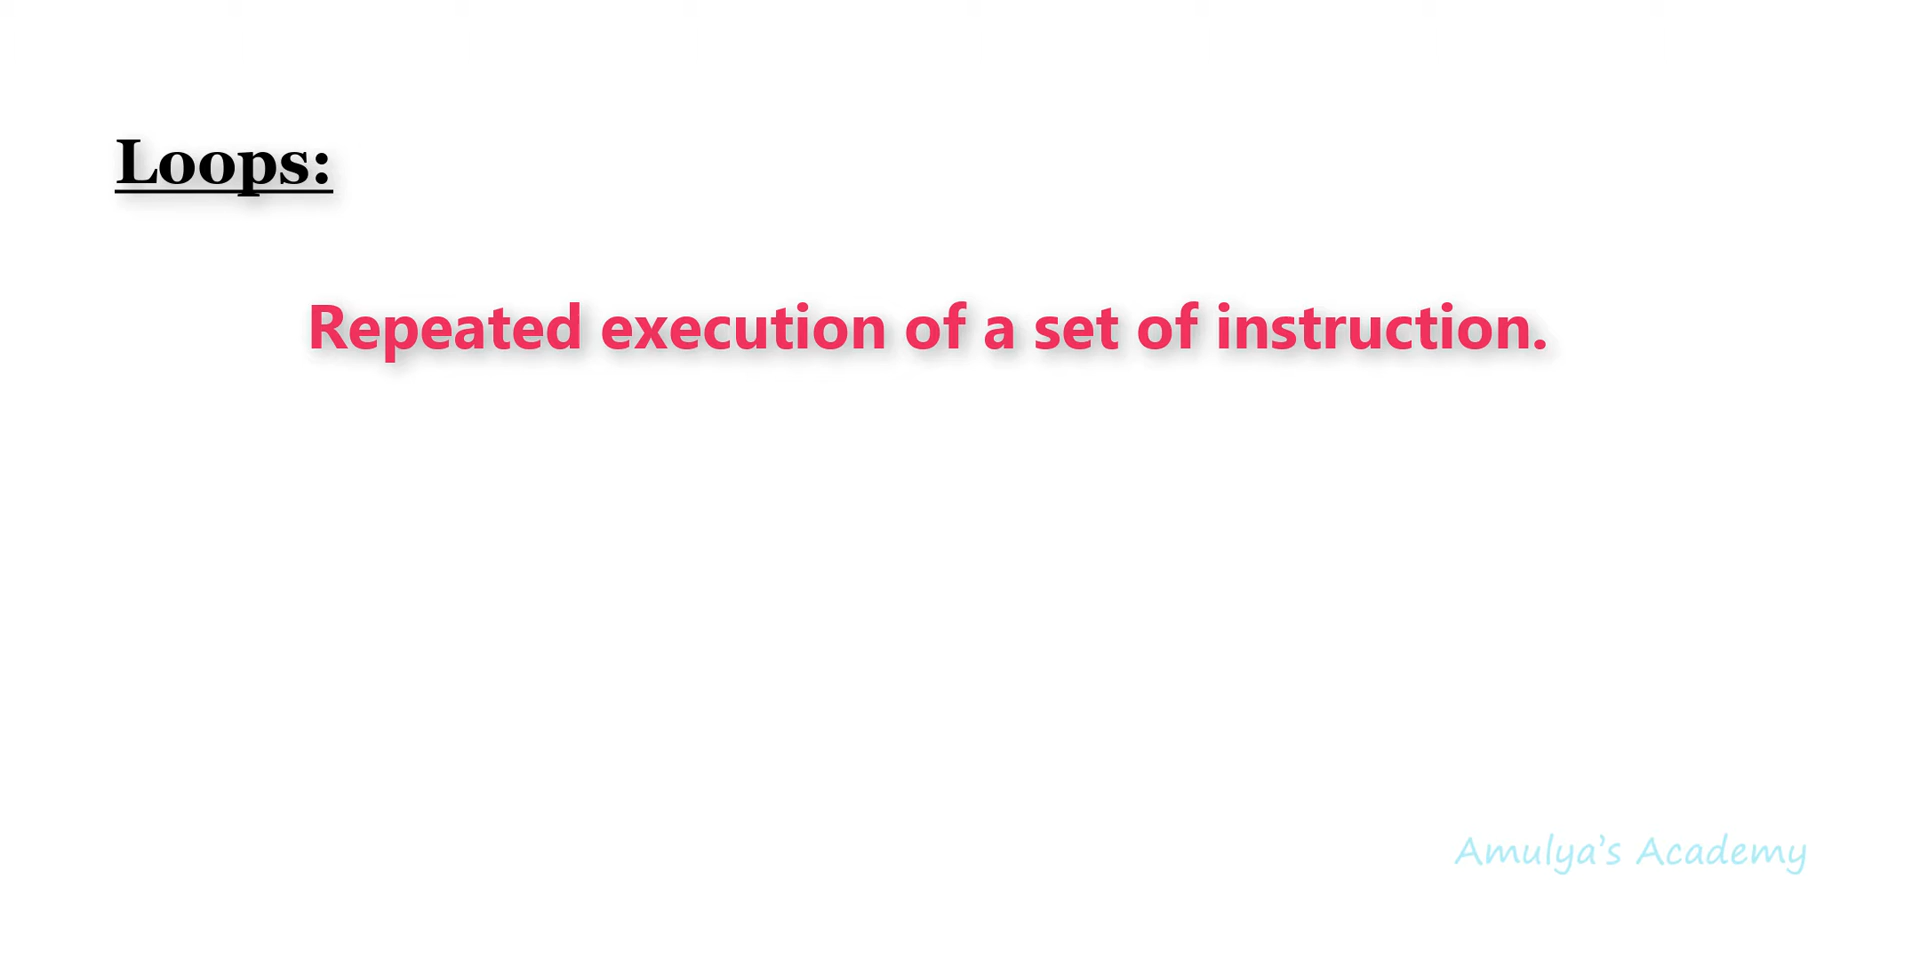 Loops:
Repeated execution of a set of instruction.
Amulya's Academy